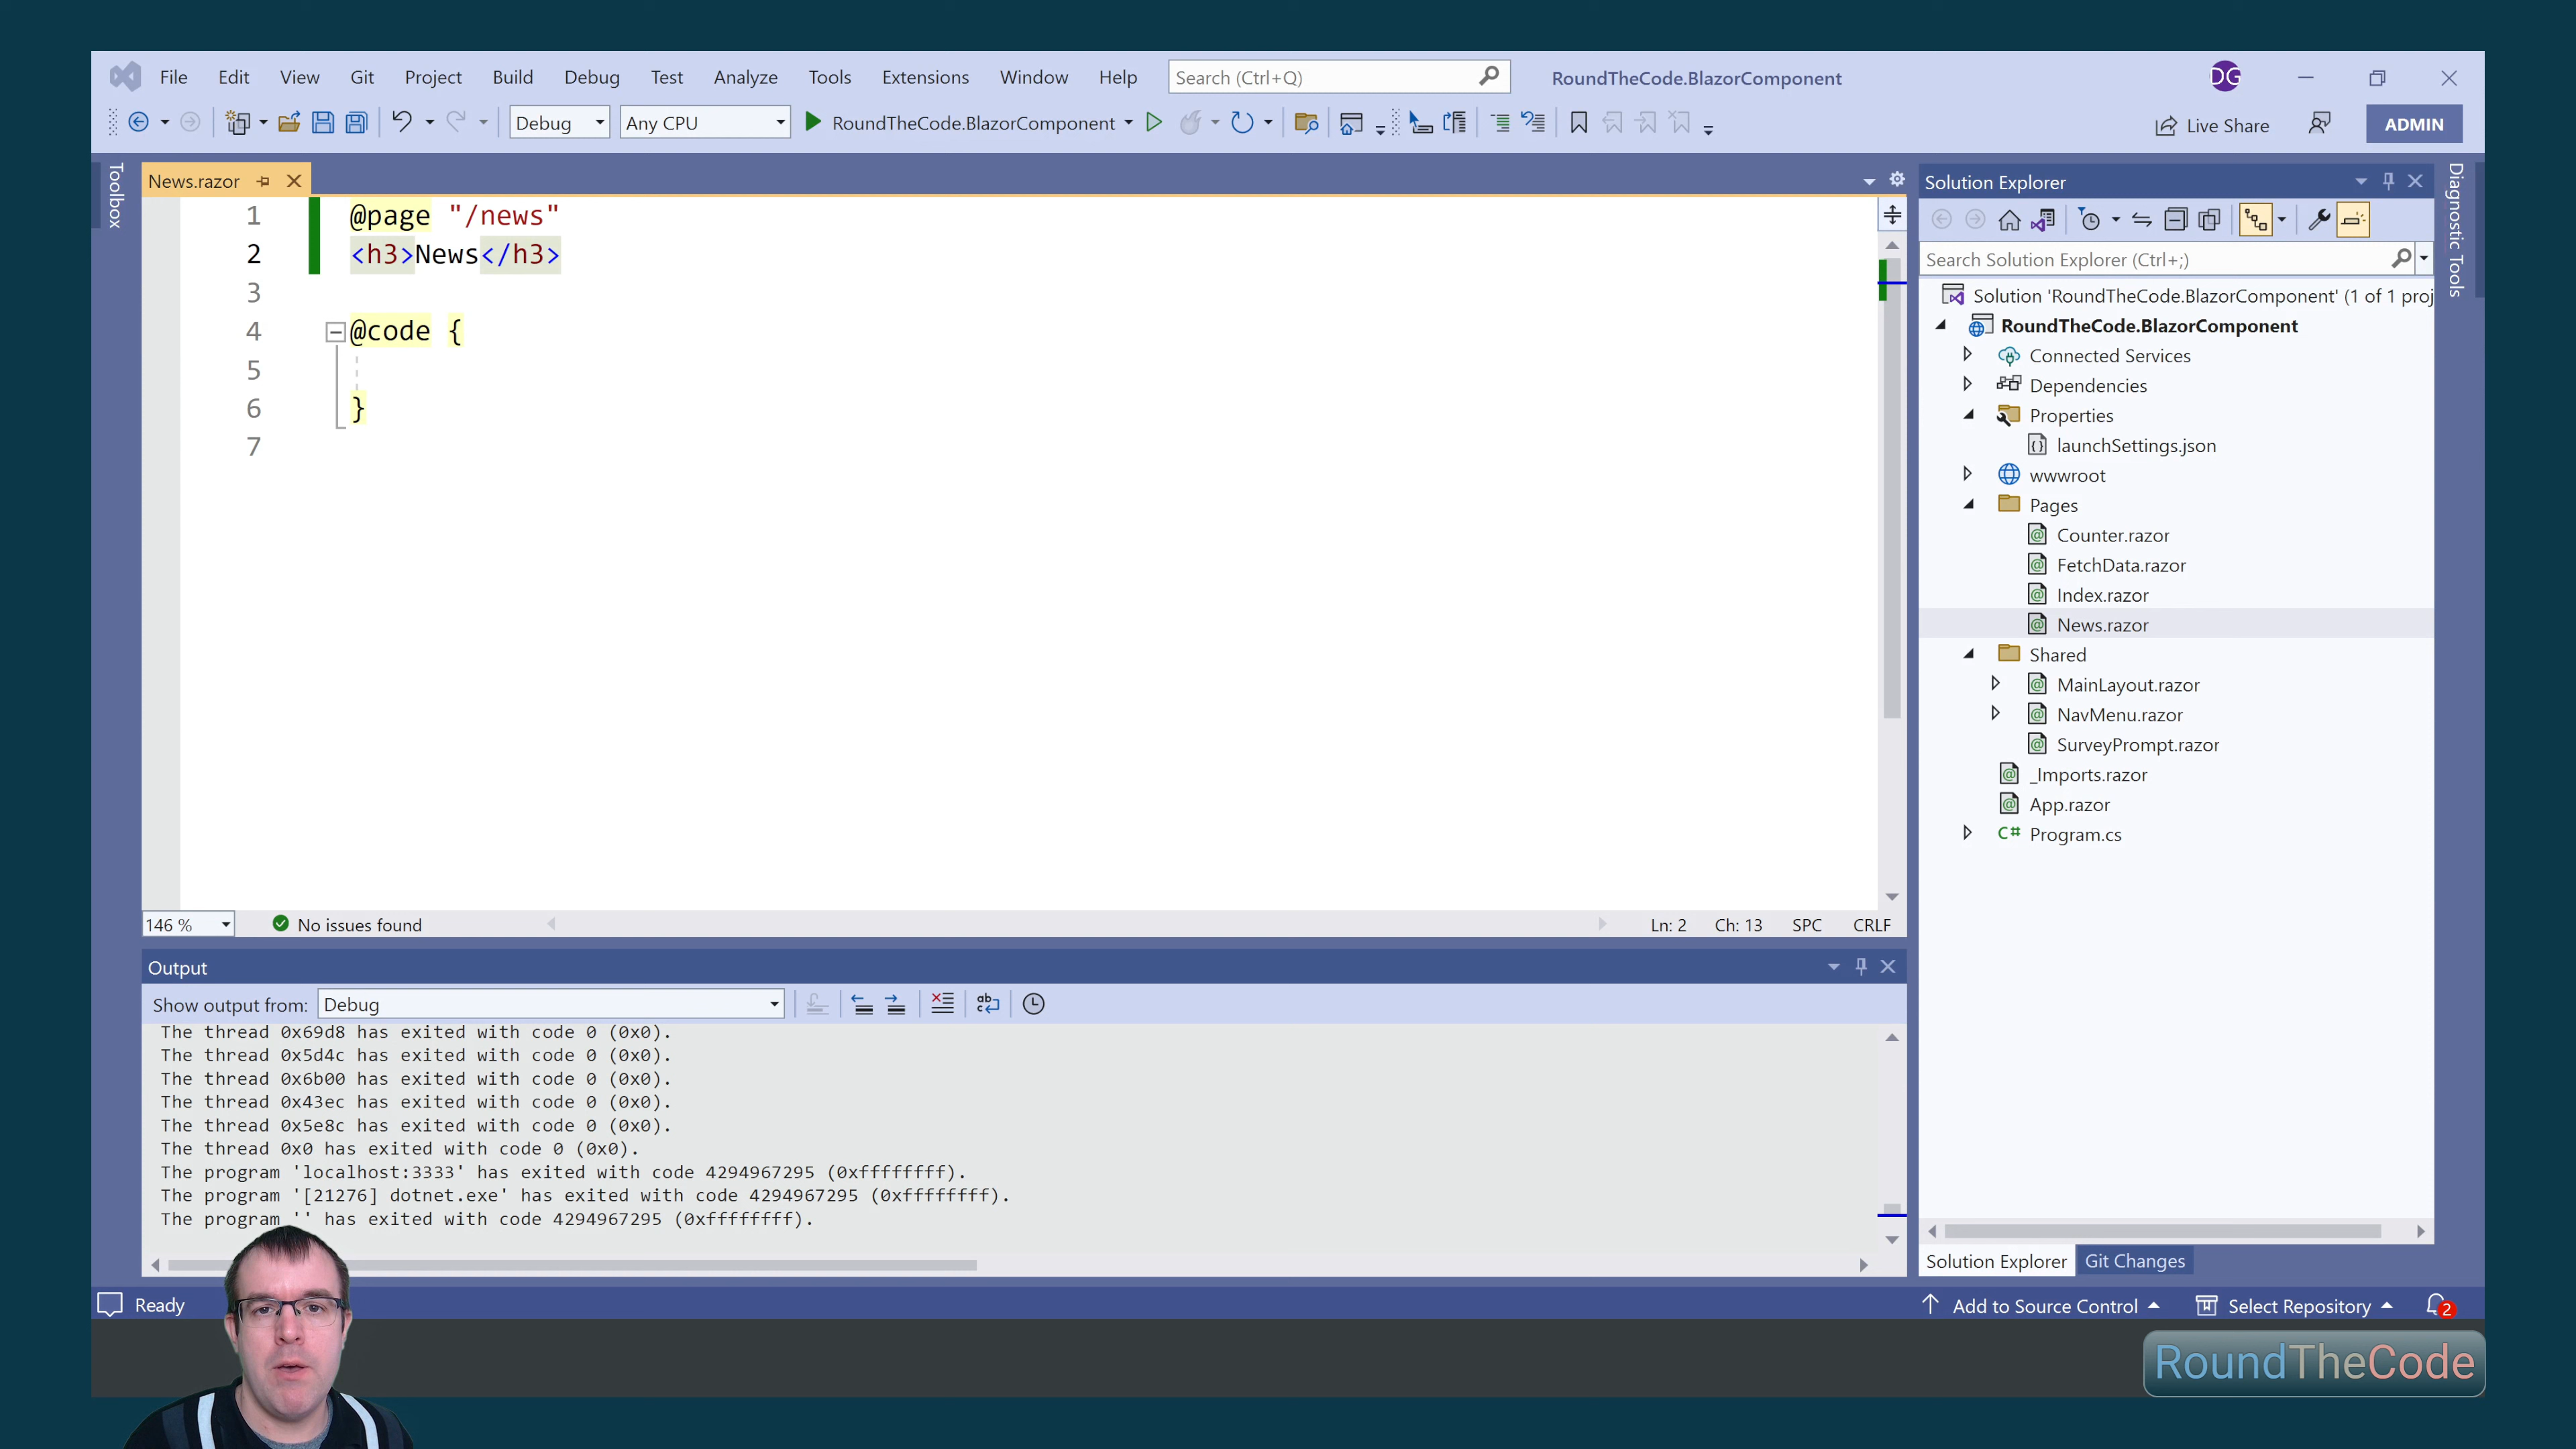 File Edit View Git Project Build Debug Test Analyze Tools Extensions Window Help Search (Ctrl+Q) RoundTheCode.BlazorComponent DG
Debug Any CPU RoundTheCode.BlazorComponent Live Share ADMIN
Toolbox
News.razor
1 @page "/news"
2 <h3>News</h3>
3
4 @code {
5
6 }
7
146 % No issues found Ln: 2 Ch: 13 SPC CRLF
Output
Show output from: Debug
The thread 0x69d8 has exited with code 0 (0x0).
The thread 0x5d4c has exited with code 0 (0x0).
The thread 0x6b00 has exited with code 0 (0x0).
The thread 0x43ec has exited with code 0 (0x0).
The thread 0x5e8c has exited with code 0 (0x0).
The thread 0x0 has exited with code 0 (0x0).
The program 'localhost:3333' has exited with code 4294967295 (0xffffffff).
The program '[21276] dotnet.exe' has exited with code 4294967295 (0xffffffff).
The program '' has exited with code 4294967295 (0xffffffff).
Solution Explorer
Search Solution Explorer (Ctrl+;)
Solution 'RoundTheCode.BlazorComponent' (1 of 1 proj
RoundTheCode.BlazorComponent
Connected Services
Dependencies
Properties
launchSettings.json
wwwroot
Pages
Counter.razor
FetchData.razor
Index.razor
News.razor
Shared
MainLayout.razor
NavMenu.razor
SurveyPrompt.razor
_Imports.razor
App.razor
C# Program.cs
Solution Explorer Git Changes
Diagnostic Tools
Ready Add to Source Control Select Repository 2
RoundTheCode